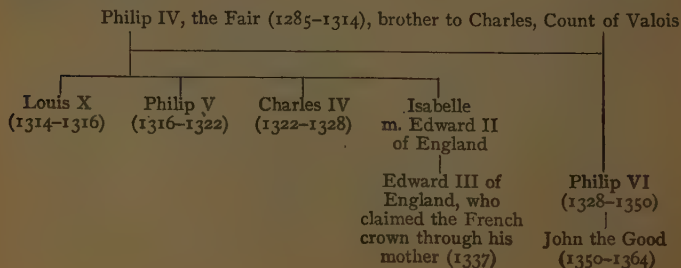 Philip IV, the Fair (1285–1314), brother to Charles, Count of Valois
Louis X
(1314–1316)
Philip V
(1316–1322)
Charles IV
(1322–1328)
Isabelle
m. Edward II
of England
Edward III of
England, who
claimed the French
crown through his
mother (1337)
Philip VI
(1328–1350)
John the Good
(1350–1364)